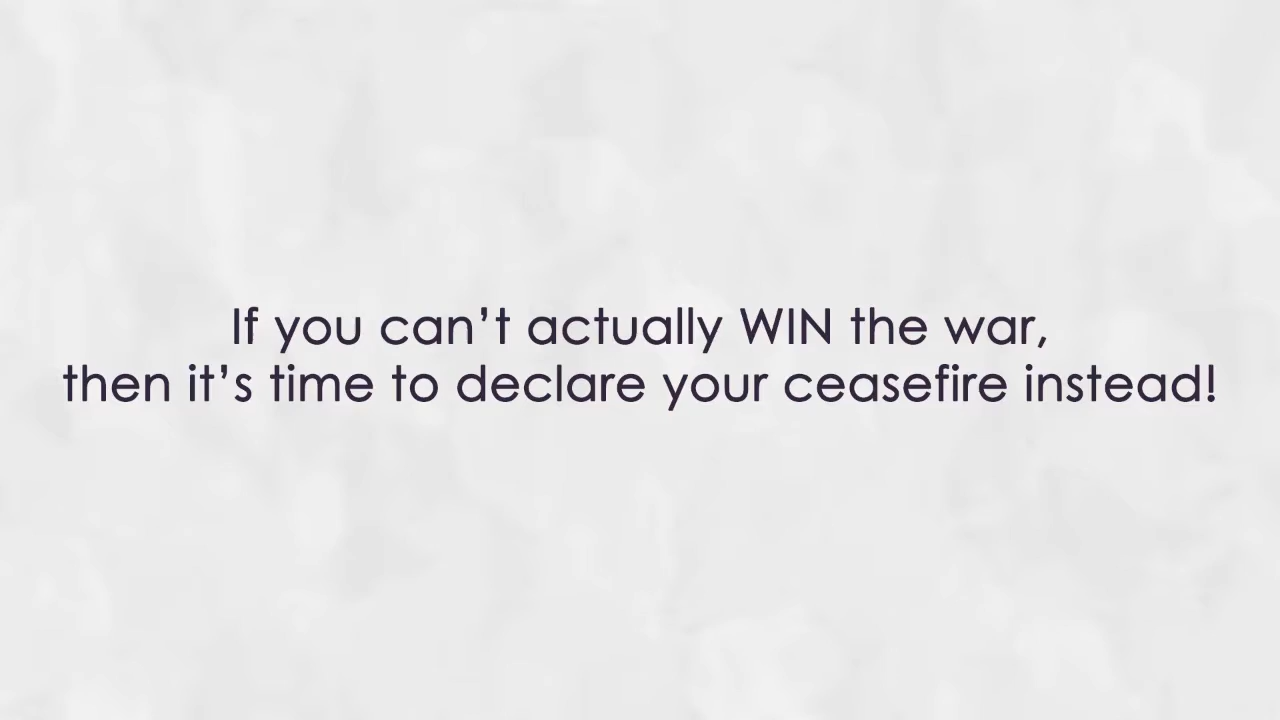 If you can’t actually WIN the war,
then it’s time to declare your ceasefire instead!